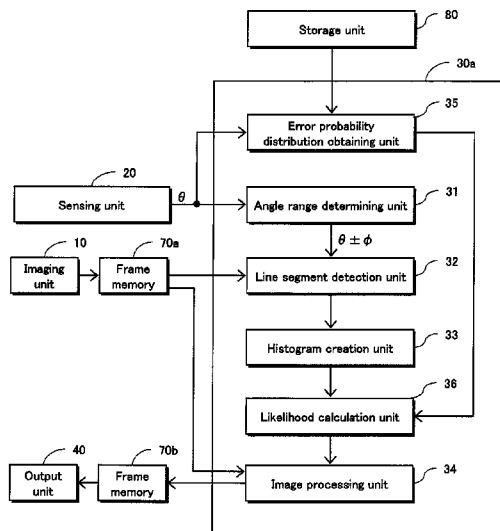 80
Storage unit
30a
35
Error probability
distribution obtaining unit
20
θ
Sensing unit
31
Angle range determining unit
10
70a
θ ± φ
32
Imaging
unit
Frame
memory
Line segment detection unit
33
Histogram creation unit
36
Likelihood calculation unit
40
70b
34
Output
unit
Frame
memory
Image processing unit